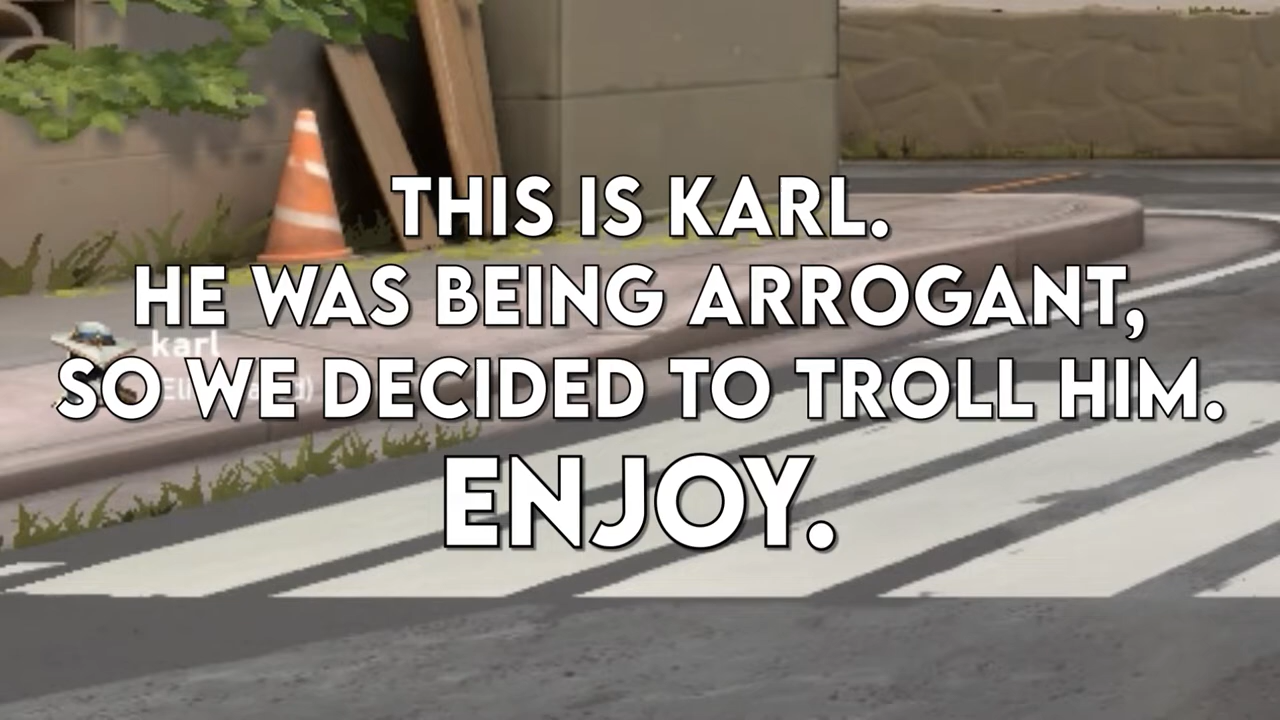 THIS IS KARL.
HE WAS BEING ARROGANT,
karl
SO WE DECIDED TO TROLL HIM.
ENJOY.